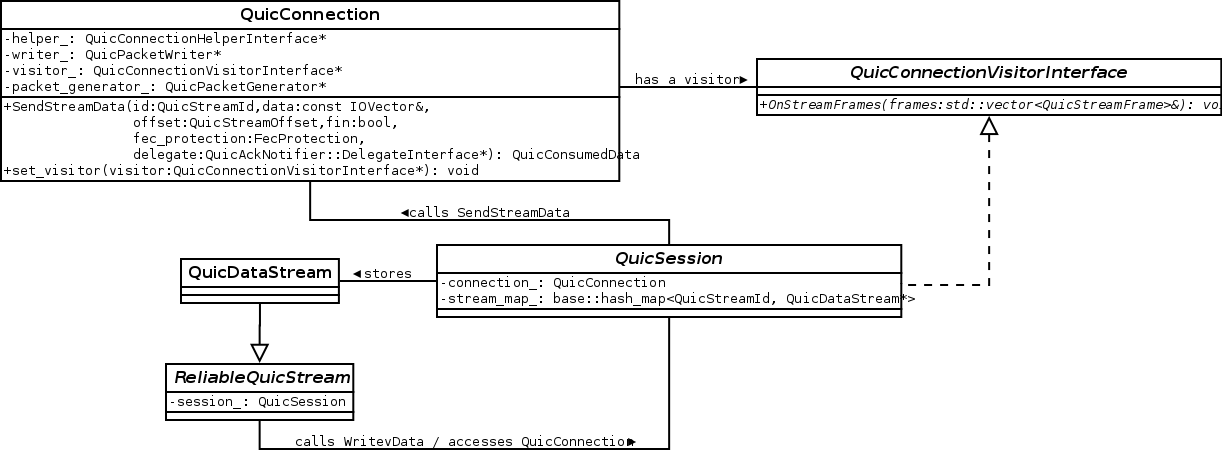 QuicConnection
-helper_: QuicConnectionHelperInterface*
-writer_: QuicPacketWriter*
-visitor_: QuicConnectionVisitorInterface*
-packet_generator_: QuicPacketGenerator*
+SendStreamData(id:QuicStreamId,data:const IOVector&,
offset:QuicStreamOffset,fin:bool,
fec_protection:FecProtection,
delegate:QuicAckNotifier::DelegateInterface*): QuicConsumedData
+set_visitor(visitor:QuicConnectionVisitorInterface*): void
has a visitor
QuicConnectionVisitorInterface
+OnStreamFrames(frames:std::vector<QuicStreamFrame>&): voi
calls SendStreamData
QuicSession
-connection_: QuicConnection
-stream_map_: base::hash_map<QuicStreamId, QuicDataStream*>
stores
QuicDataStream
ReliableQuicStream
-session_: QuicSession
calls WritevData / accesses QuicConnection